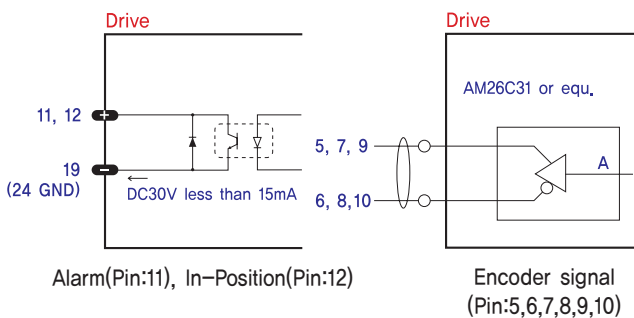 Drive
11, 12
+
19
(24 GND)
-
DC30V less than 15mA
Alarm(Pin:11), In-Position(Pin:12)
Drive
AM26C31 or equ.
5, 7, 9
A
6, 8,10
Encoder signal
(Pin:5,6,7,8,9,10)